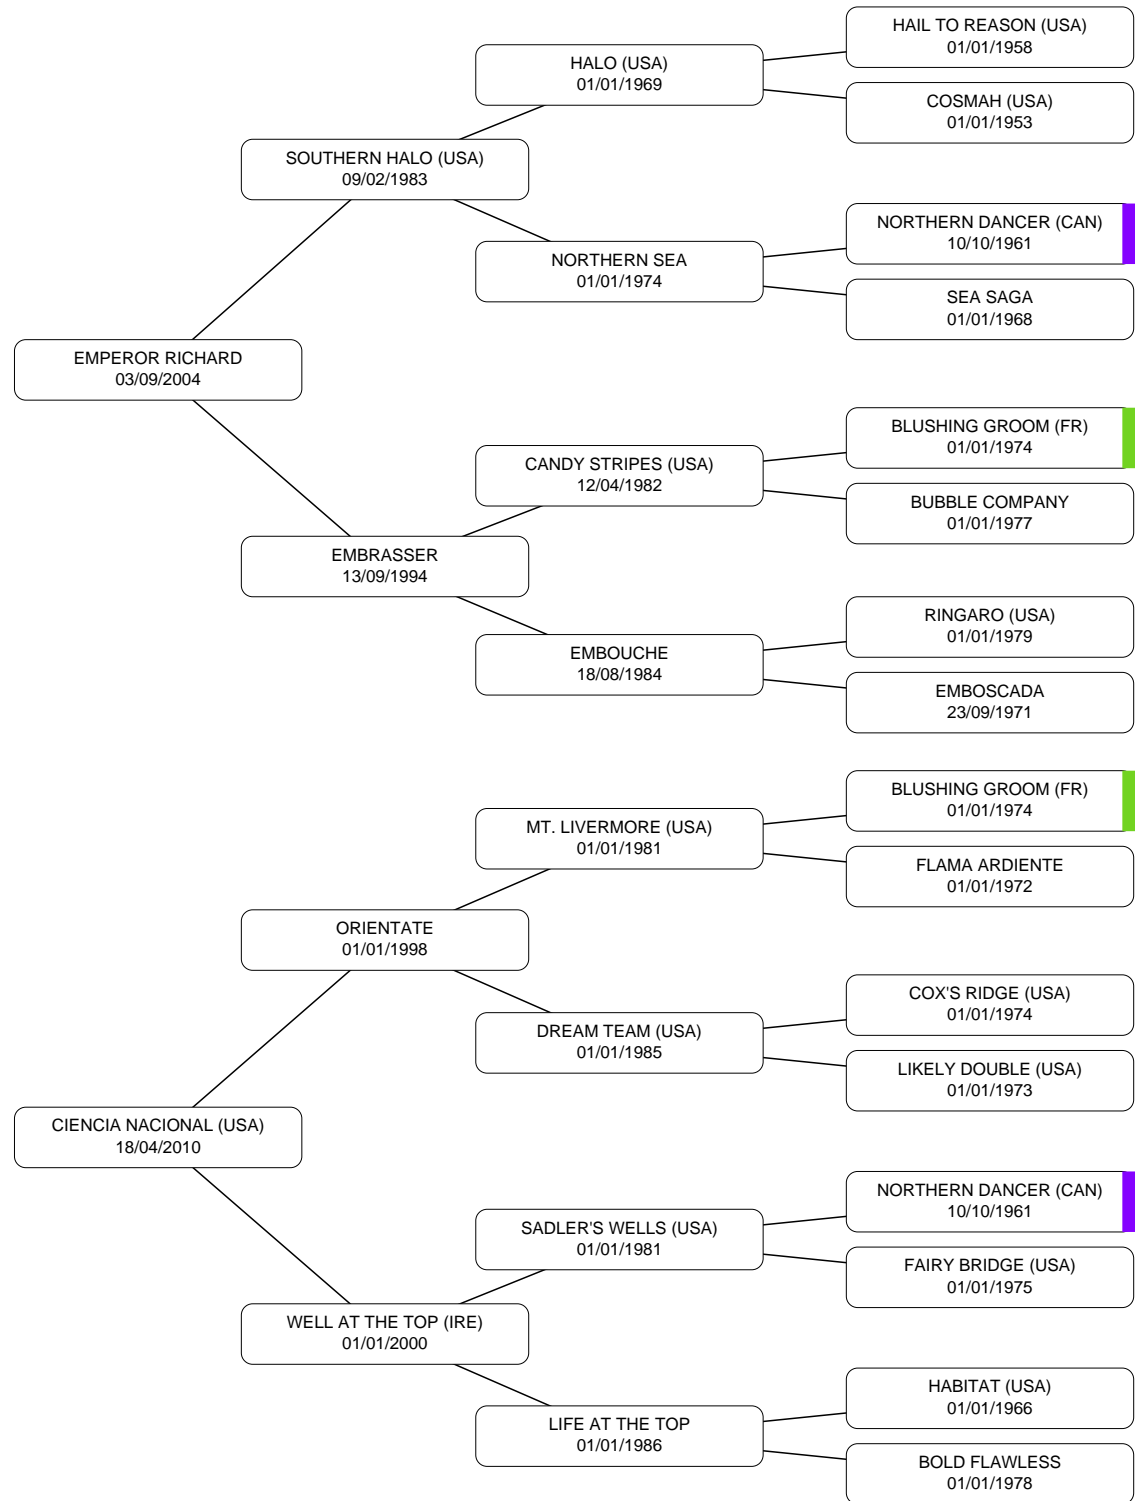 HAIL TO REASON (USA)
01/01/1958
HALO (USA)
01/01/1969
COSMAH (USA)
01/01/1953
SOUTHERN HALO (USA)
09/02/1983
NORTHERN DANCER (CAN)
10/10/1961
NORTHERN SEA
01/01/1974
SEA SAGA
01/01/1968
EMPEROR RICHARD
03/09/2004
BLUSHING GROOM (FR)
01/01/1974
CANDY STRIPES (USA)
12/04/1982
BUBBLE COMPANY
01/01/1977
EMBRASSER
13/09/1994
RINGARO (USA)
01/01/1979
EMBOUCHE
18/08/1984
EMBOSCADA
23/09/1971
BLUSHING GROOM (FR)
01/01/1974
MT. LIVERMORE (USA)
01/01/1981
FLAMA ARDIENTE
01/01/1972
ORIENTATE
01/01/1998
COX'S RIDGE (USA)
01/01/1974
DREAM TEAM (USA)
01/01/1985
LIKELY DOUBLE (USA)
01/01/1973
CIENCIA NACIONAL (USA)
18/04/2010
NORTHERN DANCER (CAN)
10/10/1961
SADLER'S WELLS (USA)
01/01/1981
FAIRY BRIDGE (USA)
01/01/1975
WELL AT THE TOP (IRE)
01/01/2000
HABITAT (USA)
01/01/1966
LIFE AT THE TOP
01/01/1986
BOLD FLAWLESS
01/01/1978